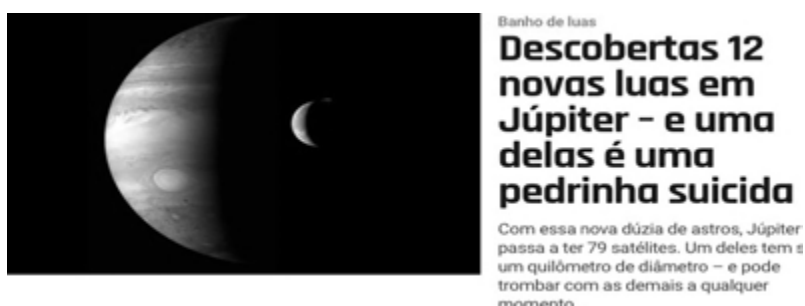 Banho de luas
Descobertas 12
novas luas em
Júpiter – e uma
delas é uma
pedrinha suicida
Com essa nova dúzia de astros, Júpiter
passa a ter 79 satélites. Um deles tem
um quilômetro de diâmetro – e pode
trombar com as demais a qualquer
momento